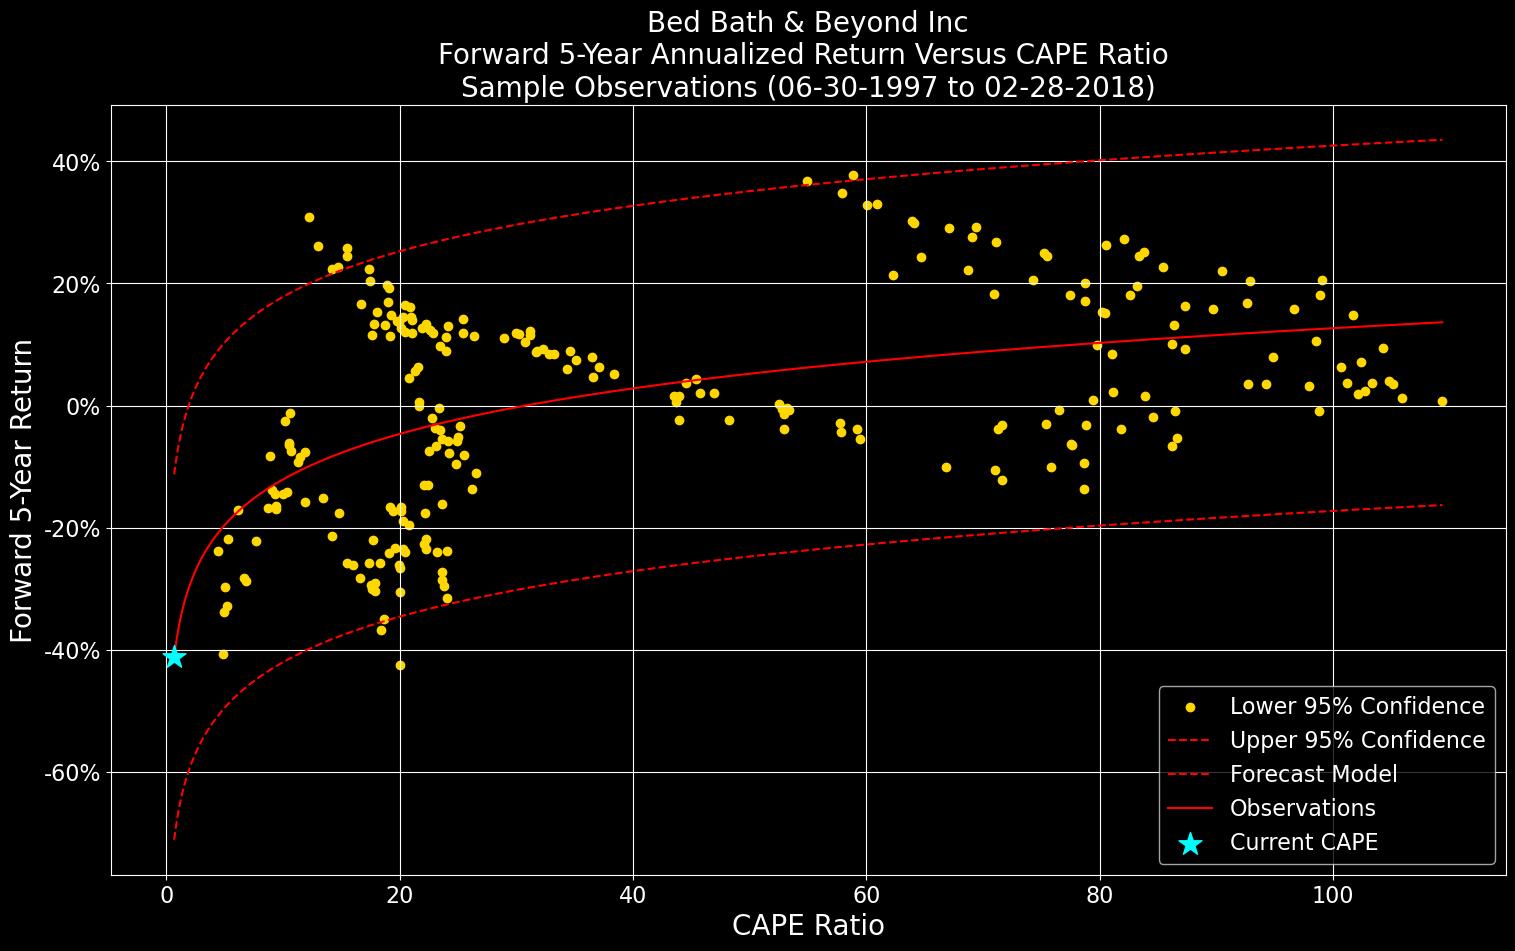 Bed Bath & Beyond Inc
Forward 5-Year Annualized Return Versus CAPE Ratio
Sample Observations (06-30-1997 to 02-28-2018)
Forward 5-Year Return
40%
20%
0%
-20%
-40%
-60%
Lower 95% Confidence
Upper 95% Confidence
Forecast Model
Observations
Current CAPE
0 20 40 60 80 100
CAPE Ratio